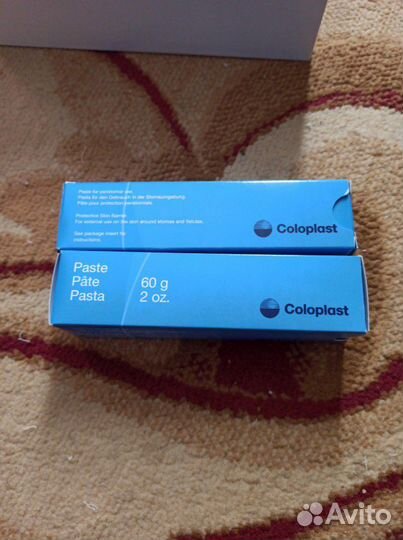 Paste for peristomal use.
Paste für den Gebrauch in der Stomaumgebung.
Pâte pour protection péristomale.
Protective Skin Barrier
For external use on the skin around stomas and fistulas.
See package insert for
instructions.
Coloplast
Paste
Pâte
Pasta
60 g
2 oz.
Coloplast
Avito